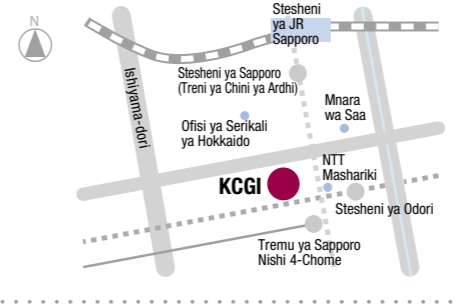 N
Stesheni
ya JR
Sapporo
Stesheni ya Sapporo
(Treni ya Chini ya Ardhi)
Ishiyama-dori
Mnara
wa Saa
Ofisi ya Serikali
ya Hokkaido
NTT
Mashariki
KCGI
Stesheni ya Odori
Tremu ya Sapporo
Nishi 4-Chome